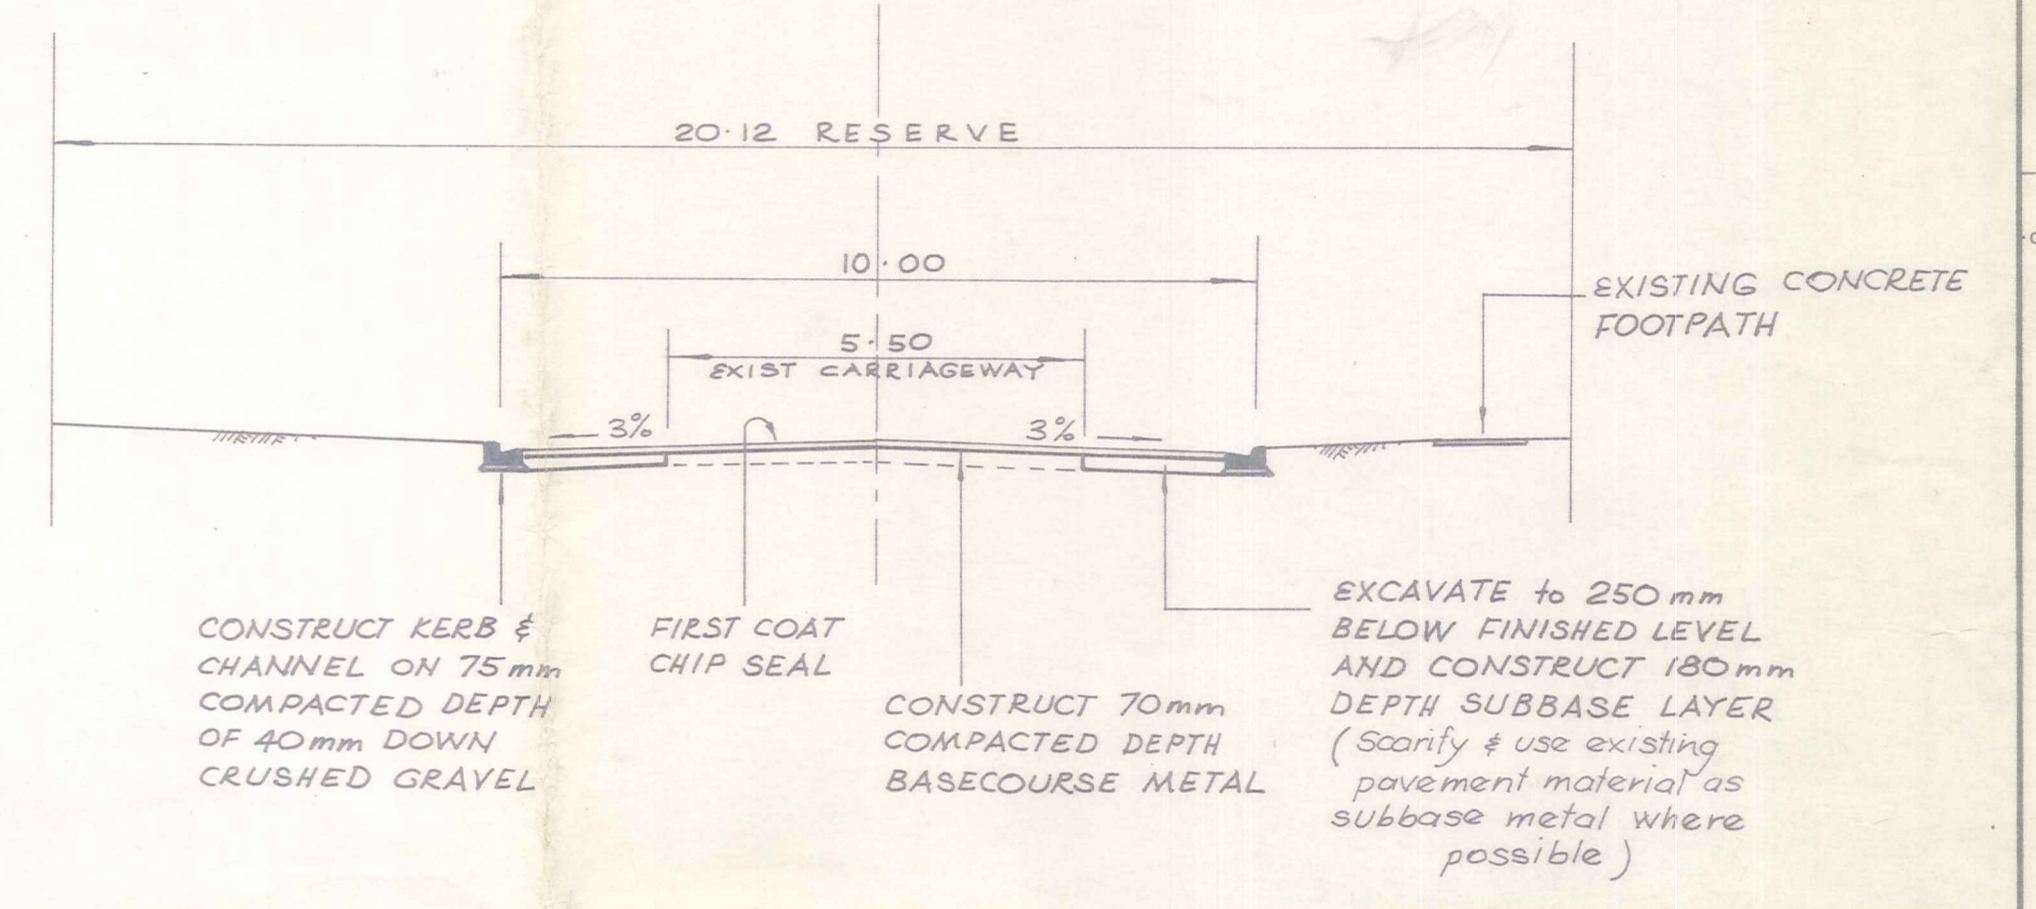 20·12 RESERVE
10·00
5·50
EXIST CARRIAGEWAY
EXISTING CONCRETE
FOOTPATH
3%
3%
CONSTRUCT KERB &
CHANNEL ON 75mm
COMPACTED DEPTH
OF 40mm DOWN
CRUSHED GRAVEL
FIRST COAT
CHIP SEAL
CONSTRUCT 70mm
COMPACTED DEPTH
BASECOURSE METAL
EXCAVATE to 250mm
BELOW FINISHED LEVEL
AND CONSTRUCT 180mm
DEPTH SUBBASE LAYER
(Scarify & use existing
pavement material as
subbase metal where
possible)